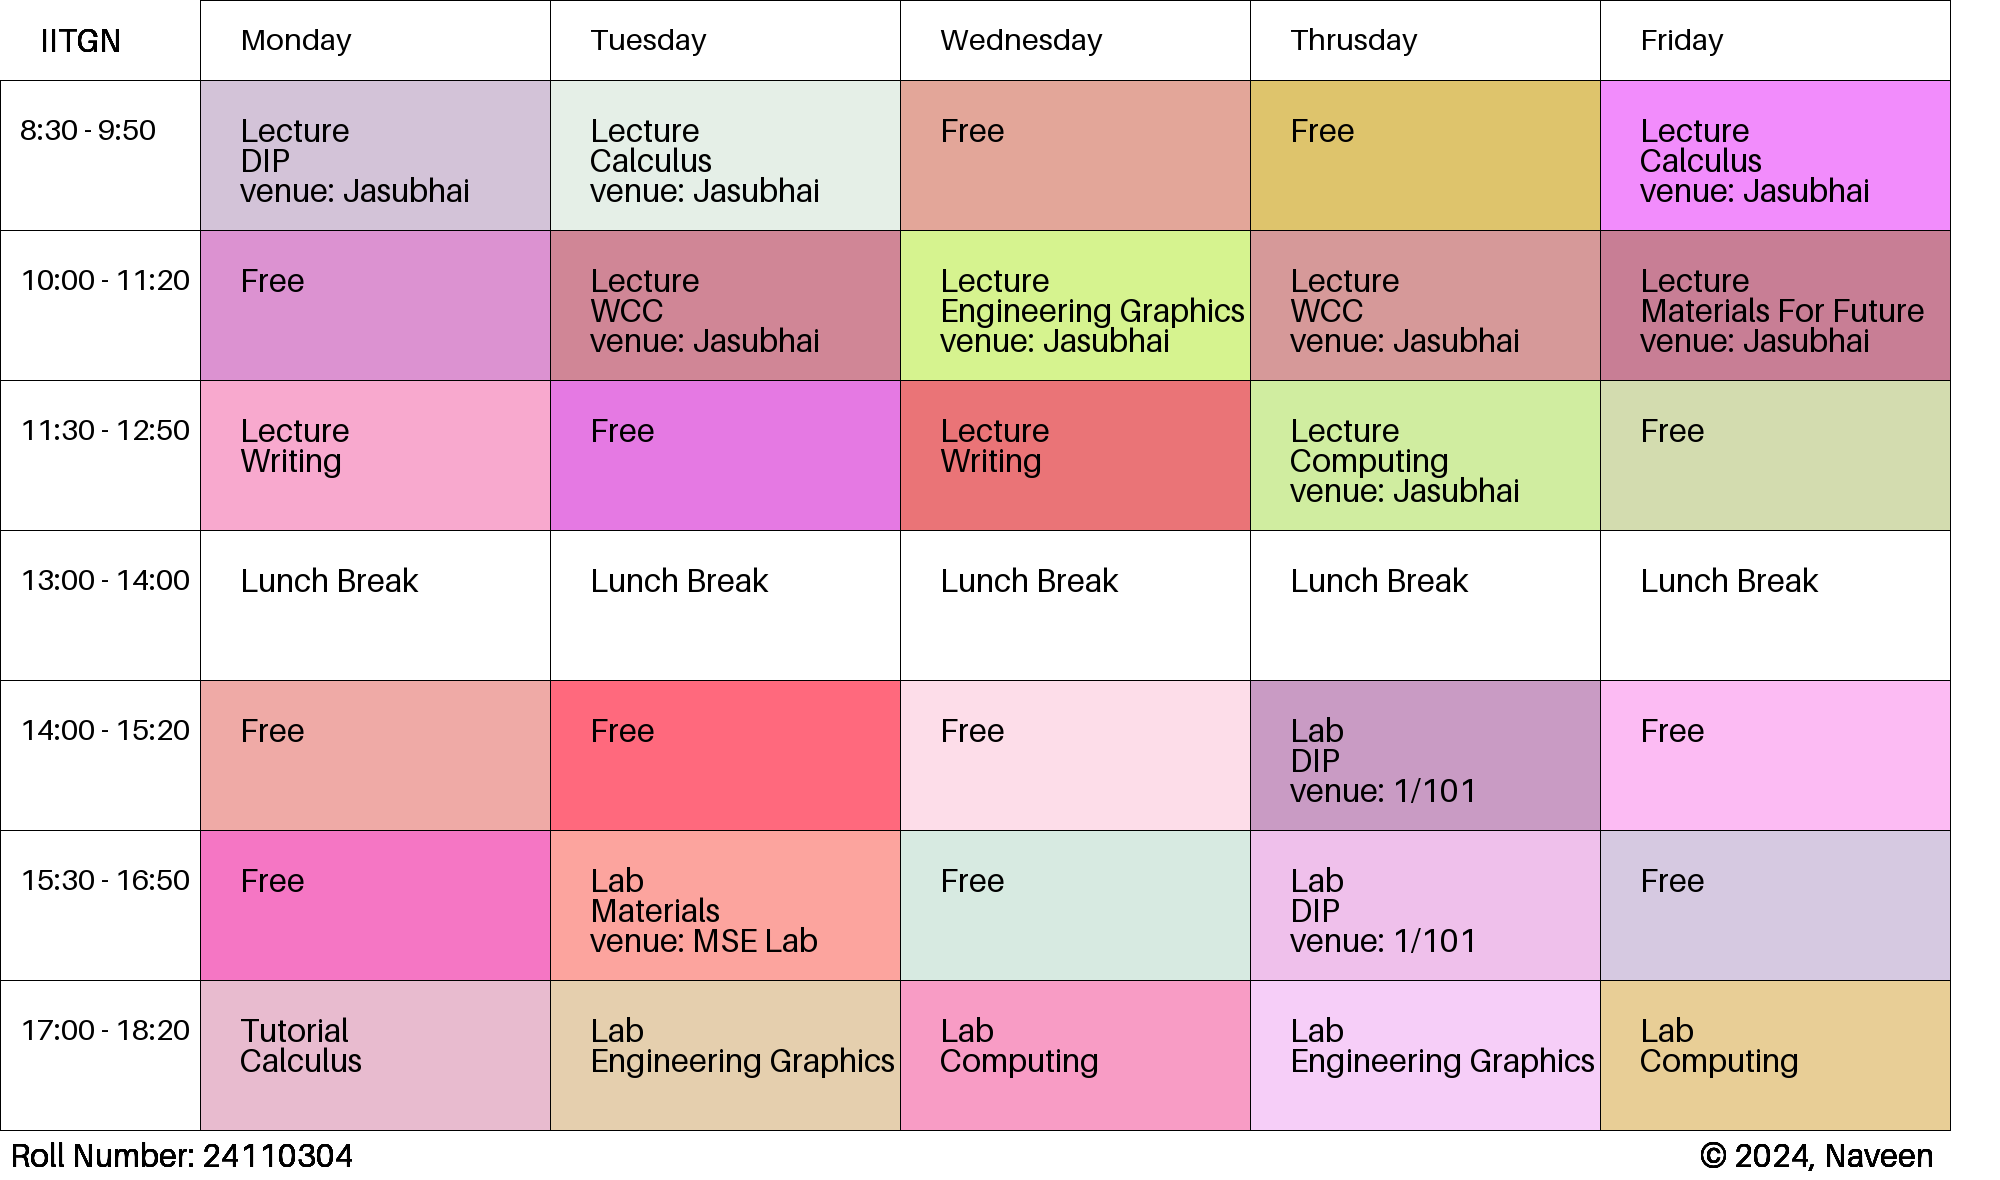 IITGN
Monday
Tuesday
Wednesday
Thrusday
Friday
8:30 - 9:50
Lecture
DIP
venue: Jasubhai
Lecture
Calculus
venue: Jasubhai
Free
Free
Lecture
Calculus
venue: Jasubhai
10:00 - 11:20
Free
Lecture
WCC
venue: Jasubhai
Lecture
Engineering Graphics
venue: Jasubhai
Lecture
WCC
venue: Jasubhai
Lecture
Materials For Future
venue: Jasubhai
11:30 - 12:50
Lecture
Writing
Free
Lecture
Writing
Lecture
Computing
venue: Jasubhai
Free
13:00 - 14:00
Lunch Break
Lunch Break
Lunch Break
Lunch Break
Lunch Break
14:00 - 15:20
Free
Free
Free
Lab
DIP
venue: 1/101
Free
15:30 - 16:50
Free
Lab
Materials
venue: MSE Lab
Free
Lab
DIP
venue: 1/101
Free
17:00 - 18:20
Tutorial
Calculus
Lab
Engineering Graphics
Lab
Computing
Lab
Engineering Graphics
Lab
Computing
Roll Number: 24110304
© 2024, Naveen